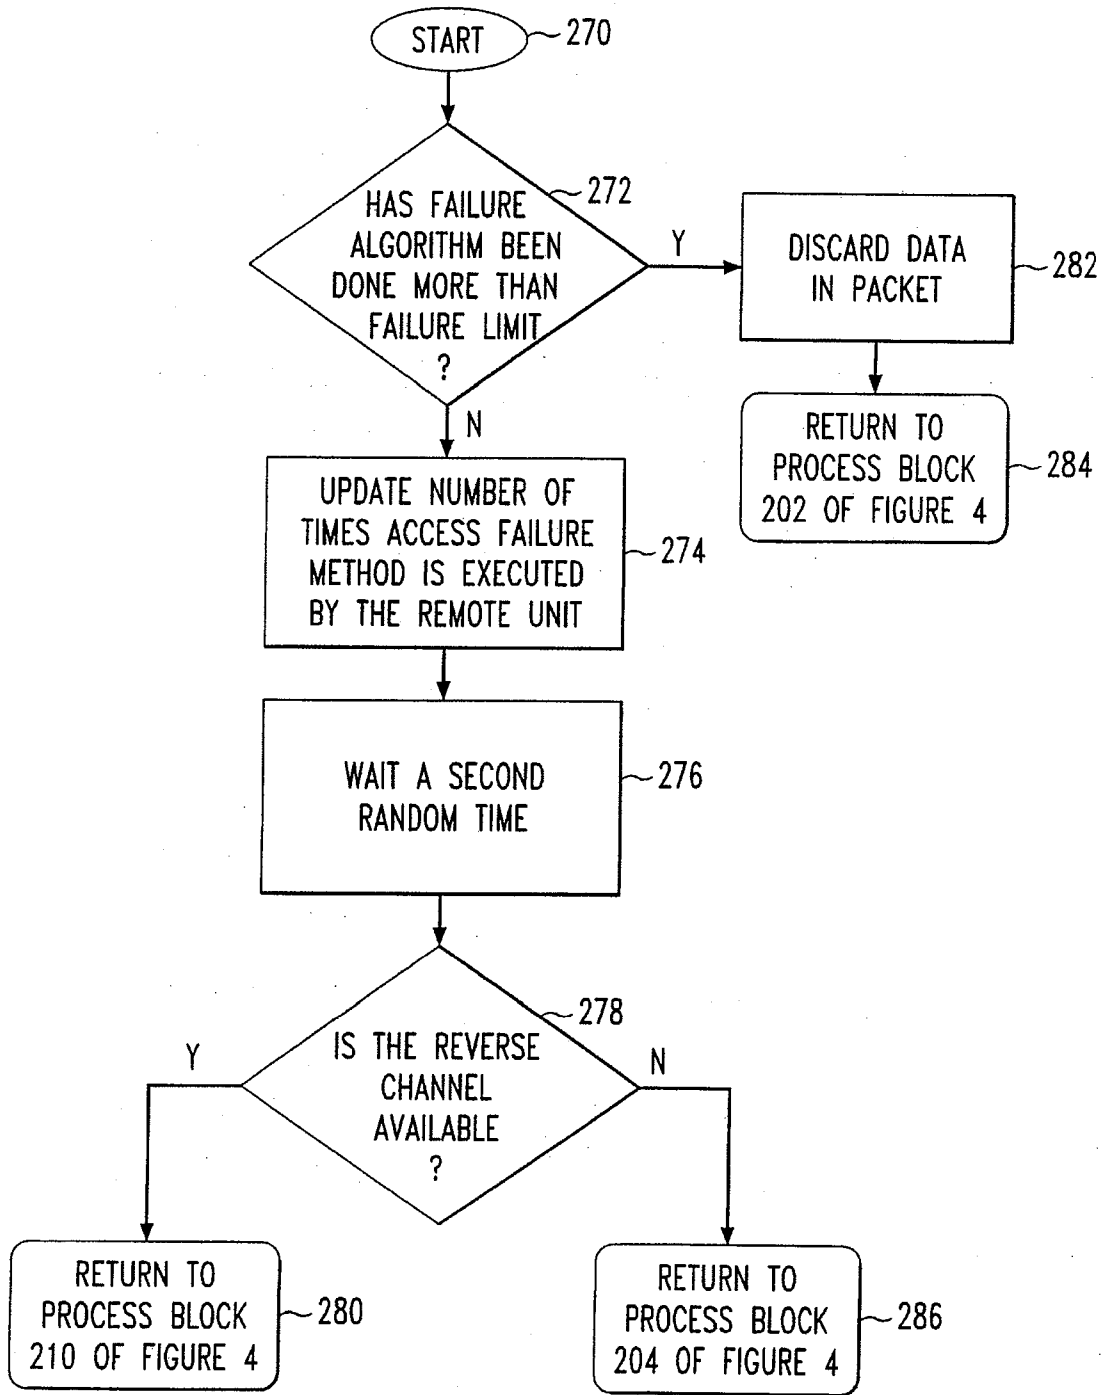 START
270
HAS FAILURE
ALGORITHM BEEN
DONE MORE THAN
FAILURE LIMIT
?
272
Y
DISCARD DATA
IN PACKET
282
N
RETURN TO
PROCESS BLOCK
202 OF FIGURE 4
284
UPDATE NUMBER OF
TIMES ACCESS FAILURE
METHOD IS EXECUTED
BY THE REMOTE UNIT
274
WAIT A SECOND
RANDOM TIME
276
IS THE REVERSE
CHANNEL
AVAILABLE
?
278
Y
N
RETURN TO
PROCESS BLOCK
210 OF FIGURE 4
280
RETURN TO
PROCESS BLOCK
204 OF FIGURE 4
286